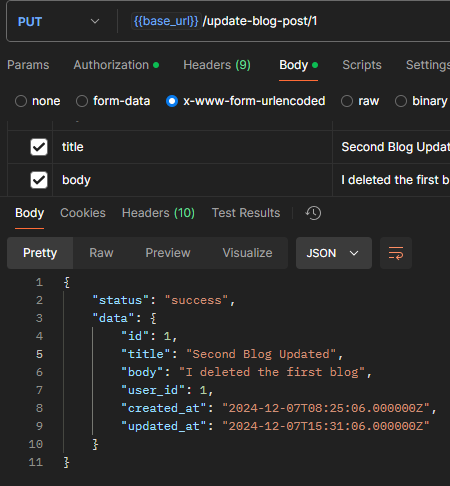 PUT {{base_url}} /update-blog-post/1
Params Authorization Headers (9) Body Scripts Settings
none form-data x-www-form-urlencoded raw binary
title Second Blog Updat
body I deleted the first b
Body Cookies Headers (10) Test Results
Pretty Raw Preview Visualize JSON
1 {
2 "status": "success",
3 "data": {
4 "id": 1,
5 "title": "Second Blog Updated",
6 "body": "I deleted the first blog",
7 "user_id": 1,
8 "created_at": "2024-12-07T08:25:06.000000Z",
9 "updated_at": "2024-12-07T15:31:06.000000Z"
10 }
11 }